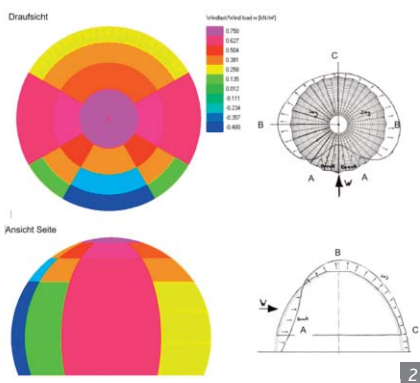 Draufsicht
Windlast/Wind load w [kN/m²]
0.750
0.627
0.504
0.381
0.258
0.135
0.012
-0.111
-0.234
-0.357
-0.480
C
B
B
A
A
W
Ansicht Seite
B
W
A
C
2